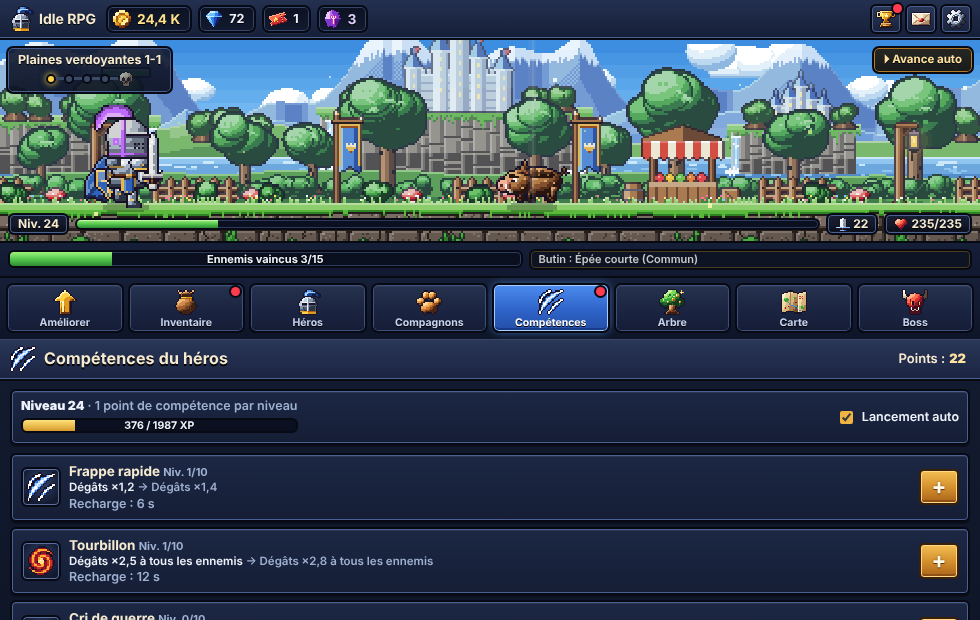 Idle RPG
24,4 K
72
1
3
Plaines verdoyantes 1-1
Avance auto
Niv. 24
22
235/235
Ennemis vaincus 3/15
Butin : Épée courte (Commun)
Améliorer
Inventaire
Héros
Compagnons
Compétences
Arbre
Carte
Boss
Compétences du héros
Points : 22
Niveau 24 · 1 point de compétence par niveau
376 / 1987 XP
Lancement auto
Frappe rapide Niv. 1/10
Dégâts ×1,2 → Dégâts ×1,4
Recharge : 6 s
+
Tourbillon Niv. 1/10
Dégâts ×2,5 à tous les ennemis → Dégâts ×2,8 à tous les ennemis
Recharge : 12 s
+
Cri de guerre Niv. 0/10